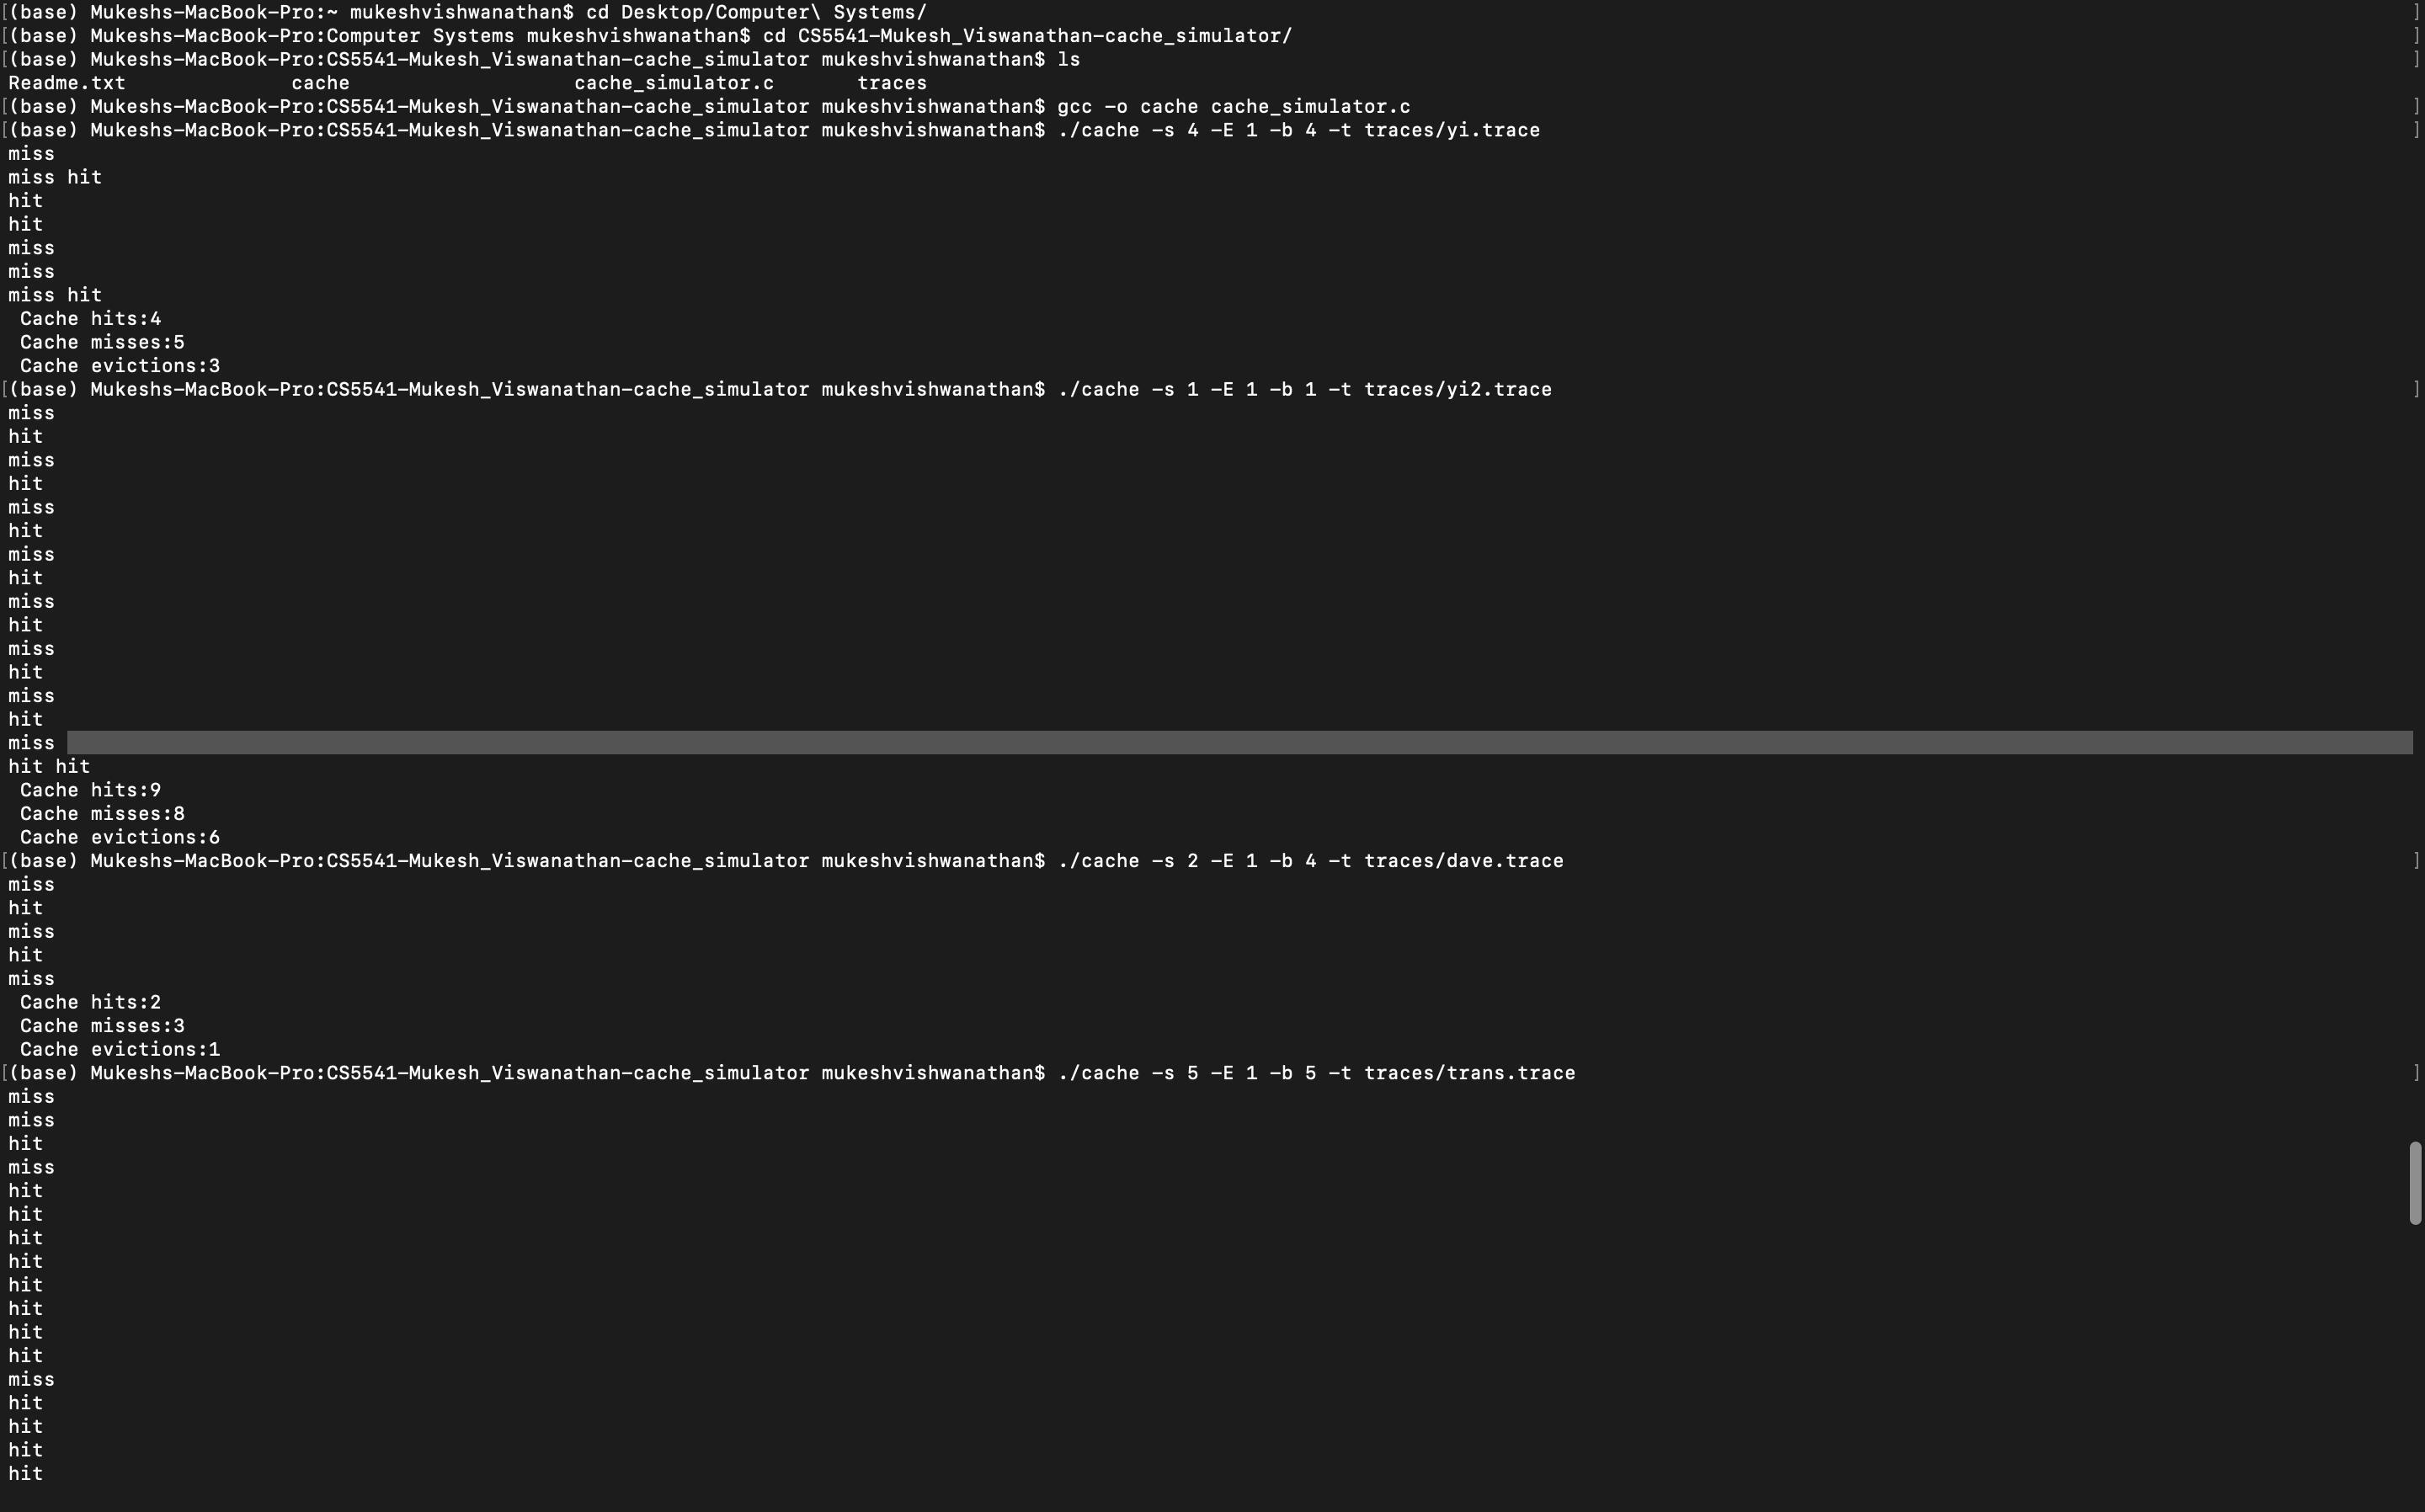 [(base) Mukeshs-MacBook-Pro:~ mukeshvishwanathan$ cd Desktop/Computer\ Systems/ ]
[(base) Mukeshs-MacBook-Pro:Computer Systems mukeshvishwanathan$ cd CS5541-Mukesh_Viswanathan-cache_simulator/ ]
[(base) Mukeshs-MacBook-Pro:CS5541-Mukesh_Viswanathan-cache_simulator mukeshvishwanathan$ ls ]
Readme.txt cache cache_simulator.c traces
[(base) Mukeshs-MacBook-Pro:CS5541-Mukesh_Viswanathan-cache_simulator mukeshvishwanathan$ gcc -o cache cache_simulator.c ]
[(base) Mukeshs-MacBook-Pro:CS5541-Mukesh_Viswanathan-cache_simulator mukeshvishwanathan$ ./cache -s 4 -E 1 -b 4 -t traces/yi.trace ]
miss
miss hit
hit
hit
miss
miss
miss hit
Cache hits:4
Cache misses:5
Cache evictions:3
[(base) Mukeshs-MacBook-Pro:CS5541-Mukesh_Viswanathan-cache_simulator mukeshvishwanathan$ ./cache -s 1 -E 1 -b 1 -t traces/yi2.trace ]
miss
hit
miss
hit
miss
hit
miss
hit
miss
hit
miss
hit
miss
hit
miss
hit hit
Cache hits:9
Cache misses:8
Cache evictions:6
[(base) Mukeshs-MacBook-Pro:CS5541-Mukesh_Viswanathan-cache_simulator mukeshvishwanathan$ ./cache -s 2 -E 1 -b 4 -t traces/dave.trace ]
miss
hit
miss
hit
miss
Cache hits:2
Cache misses:3
Cache evictions:1
[(base) Mukeshs-MacBook-Pro:CS5541-Mukesh_Viswanathan-cache_simulator mukeshvishwanathan$ ./cache -s 5 -E 1 -b 5 -t traces/trans.trace ]
miss
miss
hit
miss
hit
hit
hit
hit
hit
hit
hit
hit
miss
hit
hit
hit
hit